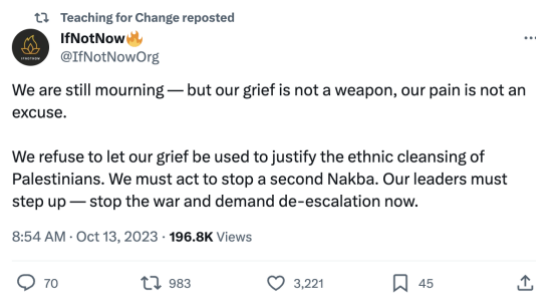 Teaching for Change reposted
IfNotNow🔥
@IfNotNowOrg
We are still mourning — but our grief is not a weapon, our pain is not an
excuse.
We refuse to let our grief be used to justify the ethnic cleansing of
Palestinians. We must act to stop a second Nakba. Our leaders must
step up — stop the war and demand de-escalation now.
8:54 AM · Oct 13, 2023 · 196.8K Views
70 983 3,221 45